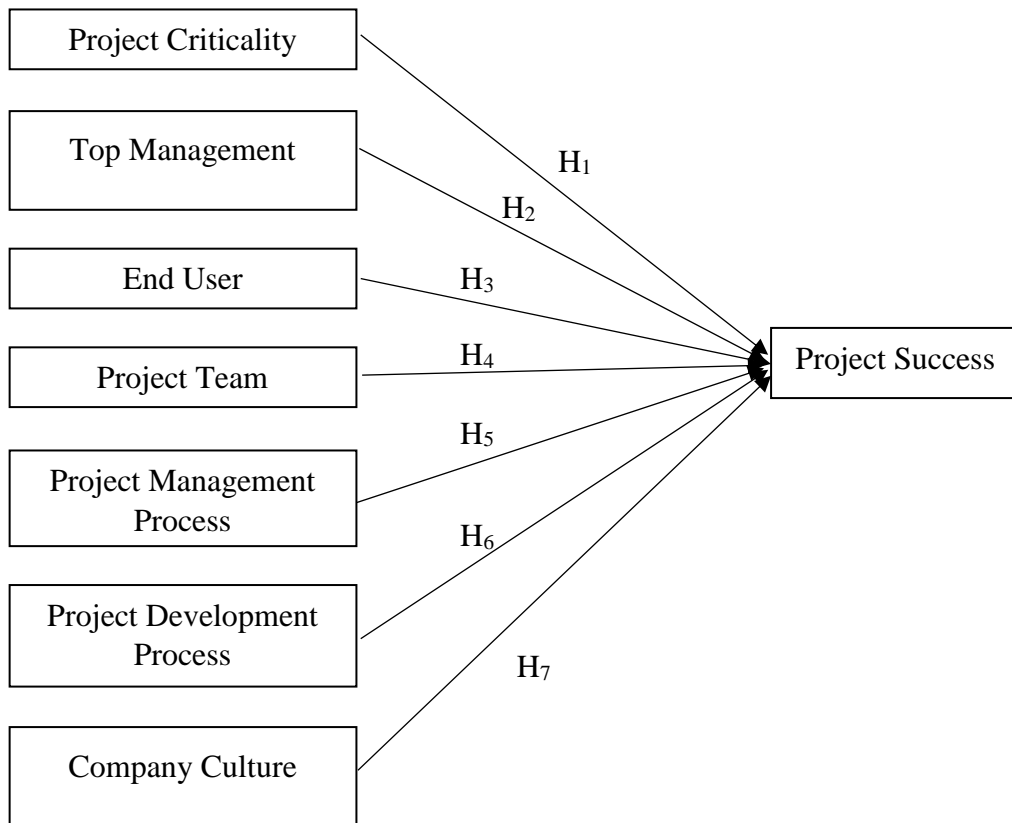 Project Criticality
Top Management
H₁
H₂
End User
H₃
Project Success
Project Team
H₄
Project Management
Process
H₅
Project Development
Process
H₆
H₇
Company Culture